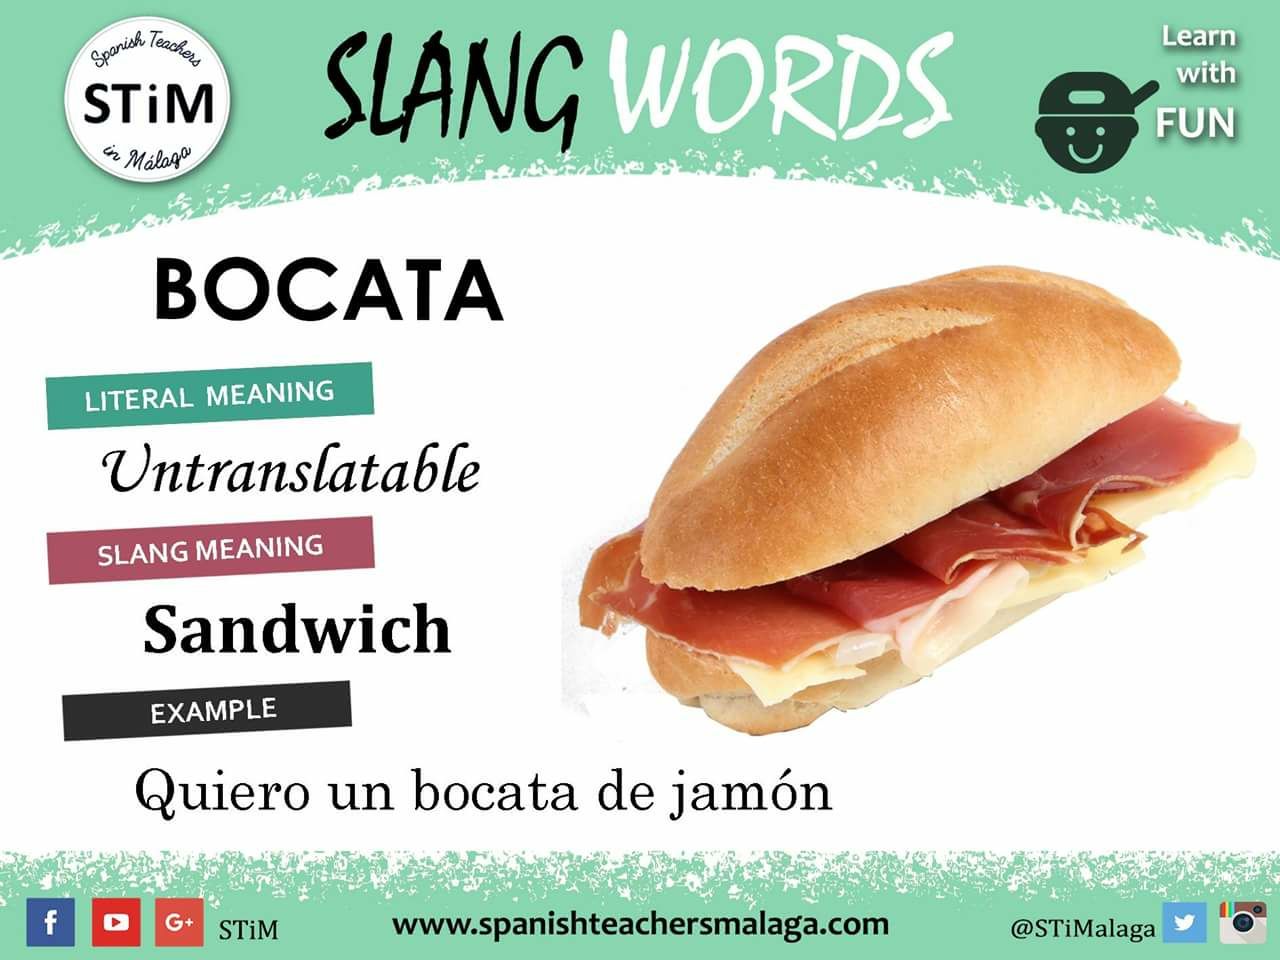 Spanish Teachers
STiM
in Málaga
SLANG WORDS
Learn
with
FUN
BOCATA
LITERAL MEANING
Untranslatable
SLANG MEANING
Sandwich
EXAMPLE
Quiero un bocata de jamón
f
G+
STiM
www.spanishteachersmalaga.com
@STiMalaga